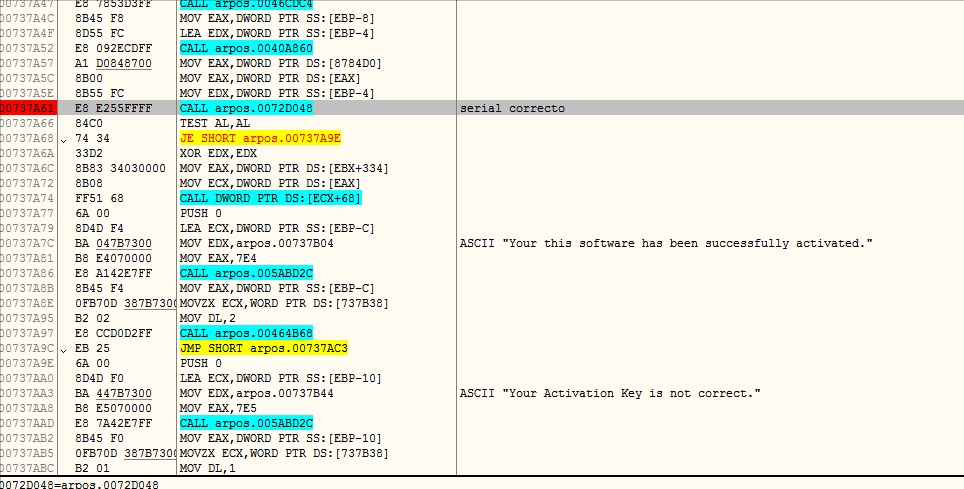 00737A47 E8 7853D3FF CALL arpos.0046CDC4
00737A4C 8B45 F8 MOV EAX,DWORD PTR SS:[EBP-8]
00737A4F 8D55 FC LEA EDX,DWORD PTR SS:[EBP-4]
00737A52 E8 092ECDFF CALL arpos.0040A860
00737A57 A1 D0848700 MOV EAX,DWORD PTR DS:[8784D0]
00737A5C 8B00 MOV EAX,DWORD PTR DS:[EAX]
00737A5E 8B55 FC MOV EDX,DWORD PTR SS:[EBP-4]
00737A61 E8 E255FFFF CALL arpos.0072D048 serial correcto
00737A66 84C0 TEST AL,AL
00737A68 74 34 JE SHORT arpos.00737A9E
00737A6A 33D2 XOR EDX,EDX
00737A6C 8B83 34030000 MOV EAX,DWORD PTR DS:[EBX+334]
00737A72 8B08 MOV ECX,DWORD PTR DS:[EAX]
00737A74 FF51 68 CALL DWORD PTR DS:[ECX+68]
00737A77 6A 00 PUSH 0
00737A79 8D4D F4 LEA ECX,DWORD PTR SS:[EBP-C]
00737A7C BA 047B7300 MOV EDX,arpos.00737B04 ASCII "Your this software has been successfully activated."
00737A81 B8 E4070000 MOV EAX,7E4
00737A86 E8 A142E7FF CALL arpos.005ABD2C
00737A8B 8B45 F4 MOV EAX,DWORD PTR SS:[EBP-C]
00737A8E 0FB70D 387B7300 MOVZX ECX,WORD PTR DS:[737B38]
00737A95 B2 02 MOV DL,2
00737A97 E8 CCD0D2FF CALL arpos.00464B68
00737A9C EB 25 JMP SHORT arpos.00737AC3
00737A9E 6A 00 PUSH 0
00737AA0 8D4D F0 LEA ECX,DWORD PTR SS:[EBP-10]
00737AA3 BA 447B7300 MOV EDX,arpos.00737B44 ASCII "Your Activation Key is not correct."
00737AA8 B8 E5070000 MOV EAX,7E5
00737AAD E8 7A42E7FF CALL arpos.005ABD2C
00737AB2 8B45 F0 MOV EAX,DWORD PTR SS:[EBP-10]
00737AB5 0FB70D 387B7300 MOVZX ECX,WORD PTR DS:[737B38]
00737ABC B2 01 MOV DL,1
0072D048=arpos.0072D048